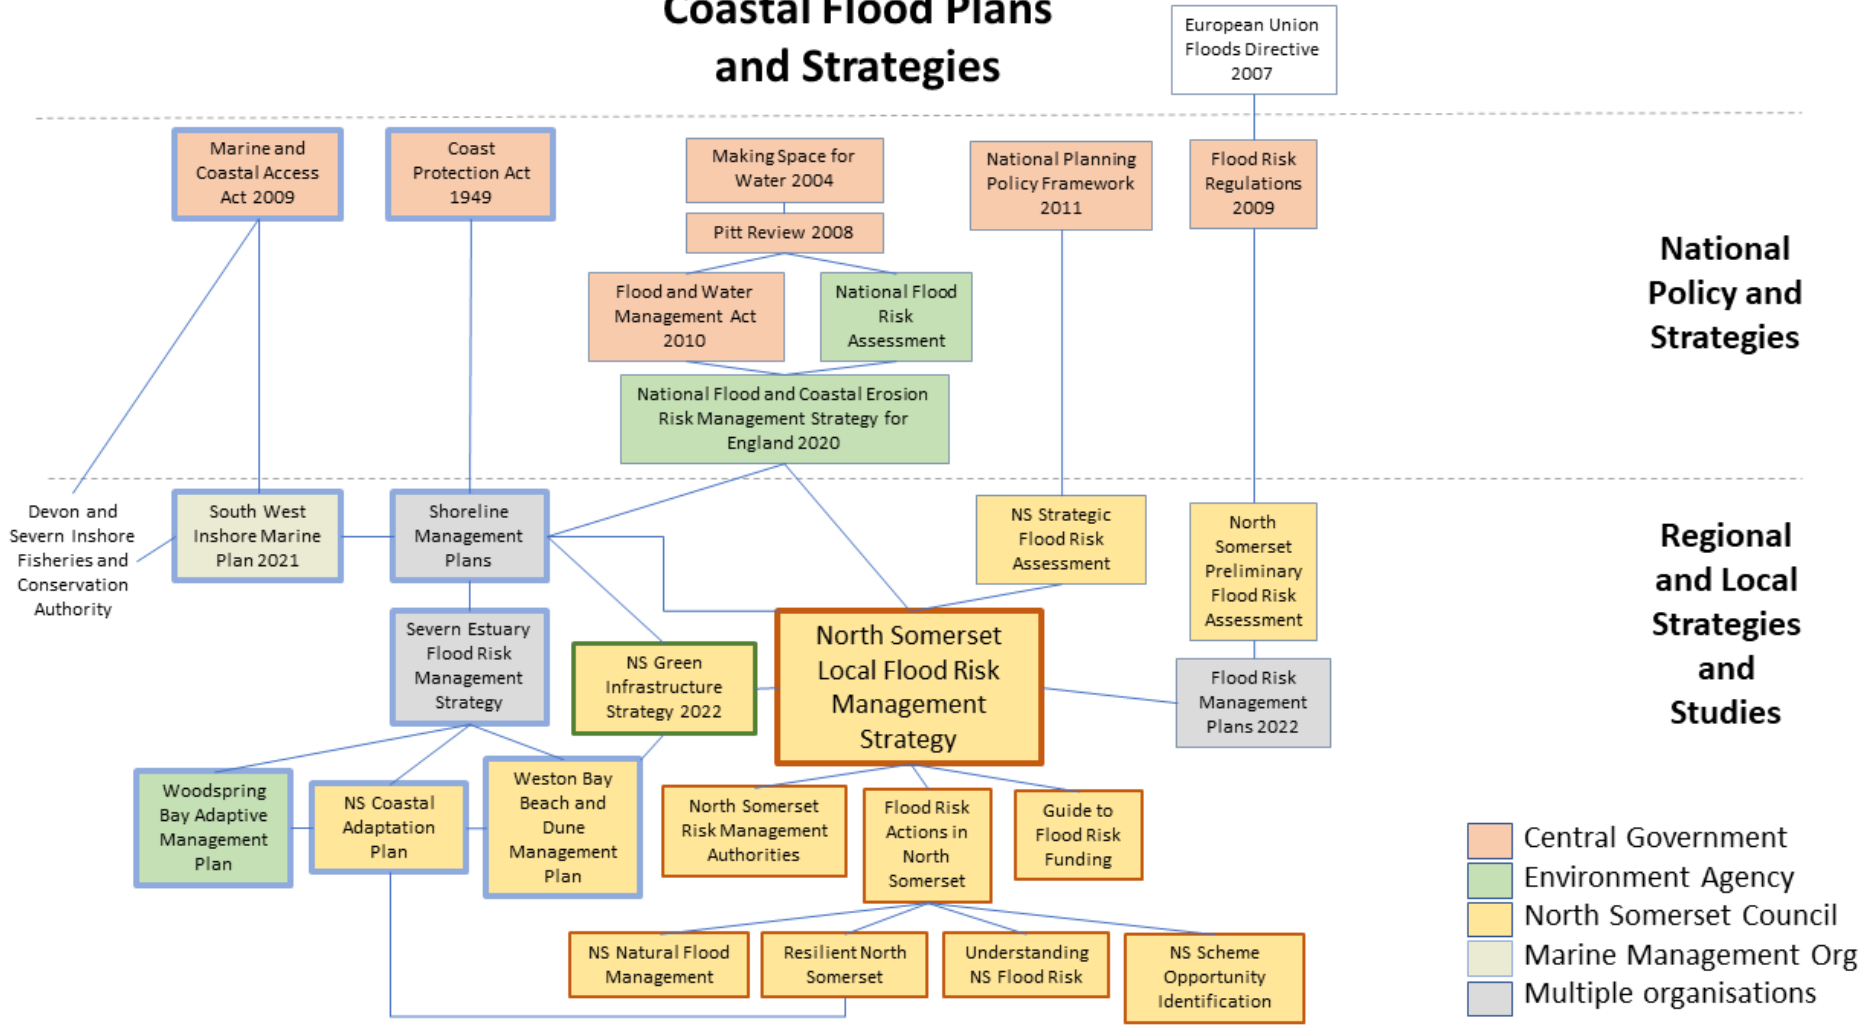 Coastal Flood Plans
and Strategies
European Union
Floods Directive
2007
Marine and
Coastal Access
Act 2009
Coast
Protection Act
1949
Making Space for
Water 2004
Pitt Review 2008
National Planning
Policy Framework
2011
Flood Risk
Regulations
2009
National
Policy and
Strategies
Flood and Water
Management Act
2010
National Flood
Risk
Assessment
National Flood and Coastal Erosion
Risk Management Strategy for
England 2020
Devon and
Severn Inshore
Fisheries and
Conservation
Authority
South West
Inshore Marine
Plan 2021
Shoreline
Management
Plans
NS Strategic
Flood Risk
Assessment
North
Somerset
Preliminary
Flood Risk
Assessment
Regional
and Local
Strategies
and
Studies
Severn Estuary
Flood Risk
Management
Strategy
NS Green
Infrastructure
Strategy 2022
North Somerset
Local Flood Risk
Management
Strategy
Flood Risk
Management
Plans 2022
Woodspring
Bay Adaptive
Management
Plan
NS Coastal
Adaptation
Plan
Weston Bay
Beach and
Dune
Management
Plan
North Somerset
Risk Management
Authorities
Flood Risk
Actions in
North
Somerset
Guide to
Flood Risk
Funding
NS Natural Flood
Management
Resilient North
Somerset
Understanding
NS Flood Risk
NS Scheme
Opportunity
Identification
Central Government
Environment Agency
North Somerset Council
Marine Management Org
Multiple organisations